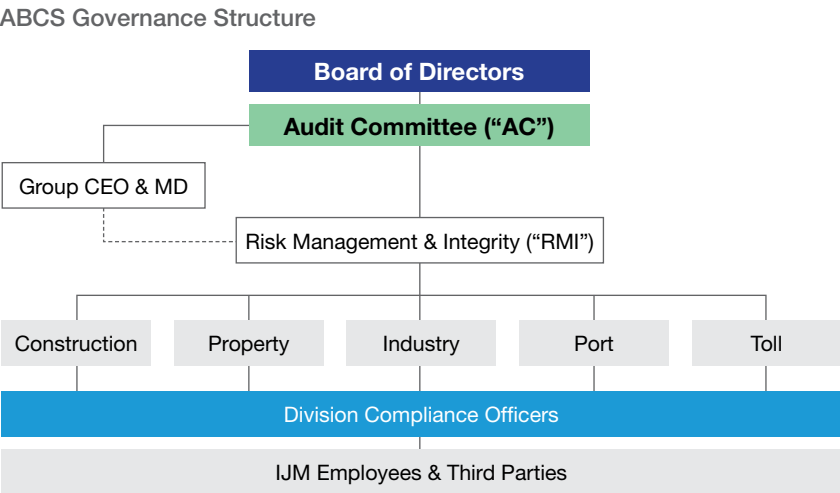 ABCS Governance Structure
Board of Directors
Audit Committee (“AC”)
Group CEO & MD
Risk Management & Integrity (“RMI”)
Construction
Property
Industry
Port
Toll
Division Compliance Officers
IJM Employees & Third Parties